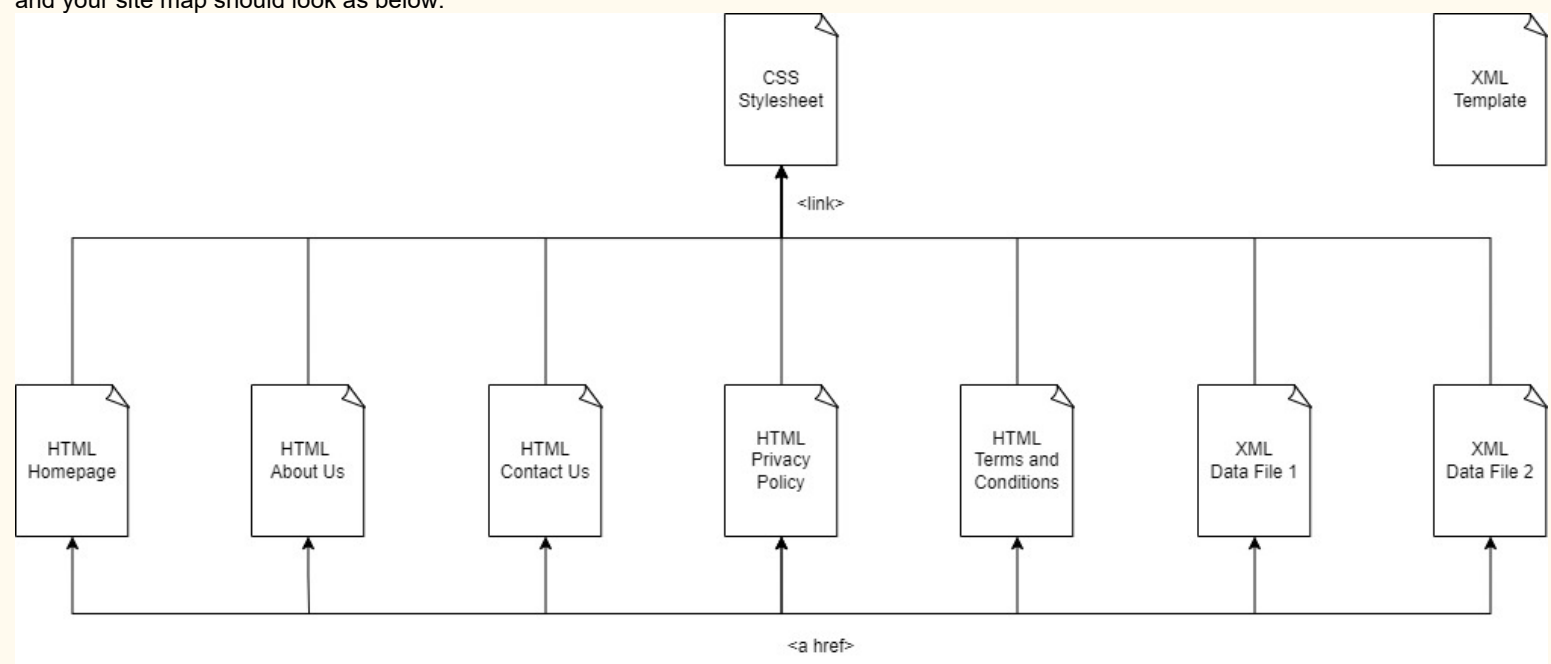 and your site map should look as below.
CSS
Stylesheet
XML
Template
<link>
HTML
Homepage
HTML
About Us
HTML
Contact Us
HTML
Privacy
Policy
HTML
Terms and
Conditions
XML
Data File 1
XML
Data File 2
<a href>